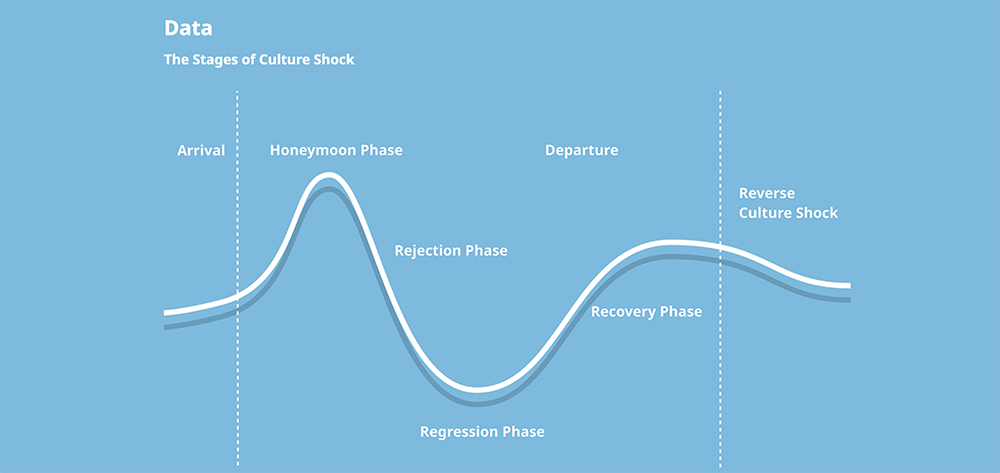 Data
The Stages of Culture Shock
Arrival
Honeymoon Phase
Departure
Reverse
Culture Shock
Rejection Phase
Recovery Phase
Regression Phase